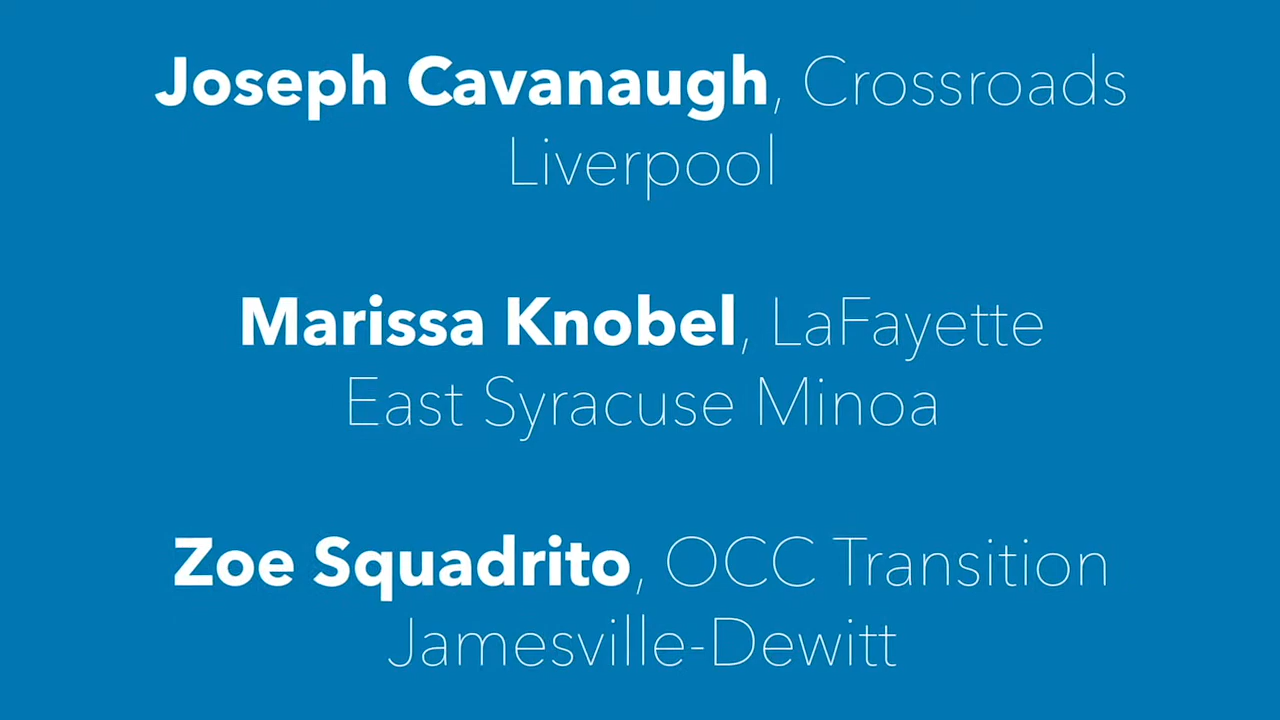 Joseph Cavanaugh, Crossroads
Liverpool
Marissa Knobel, LaFayette
East Syracuse Minoa
Zoe Squadrito, OCC Transition
Jamesville-Dewitt